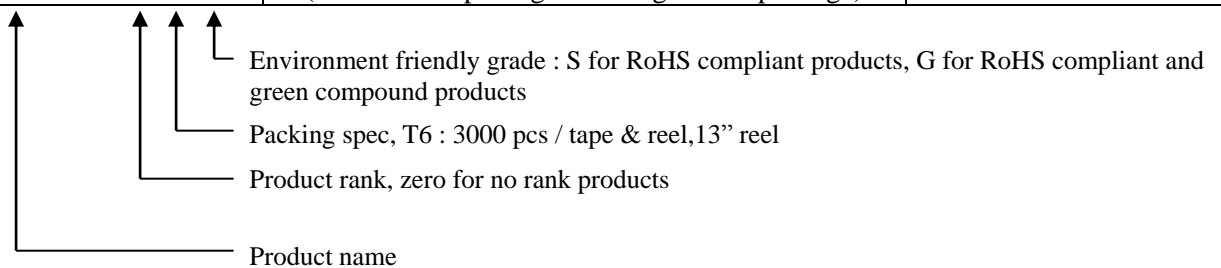 Environment friendly grade : S for RoHS compliant products, G for RoHS compliant and
green compound products
Packing spec, T6 : 3000 pcs / tape & reel,13” reel
Product rank, zero for no rank products
Product name